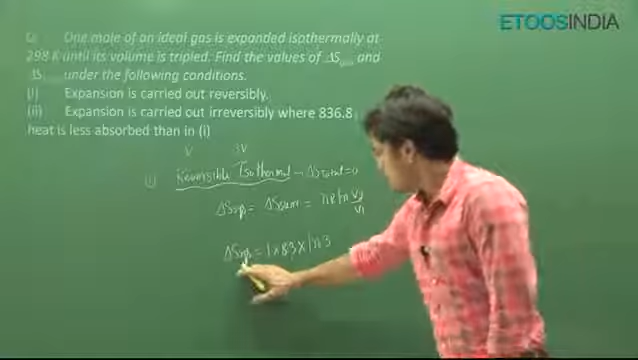 ETOOSINDIA
Q. One mole of an ideal gas is expanded isothermally at
298 K until its volume is tripled. Find the values of ΔSgas and
ΔS under the following conditions.
(i) Expansion is carried out reversibly.
(ii) Expansion is carried out irreversibly where 836.8
heat is less absorbed than in (i)
V 3V
(i) Reversible Isothermal - ΔSTotal = 0
ΔSsys = ΔSsurr = nR ln V2/V1
ΔSsys = 1 × 8.3 × ln 3